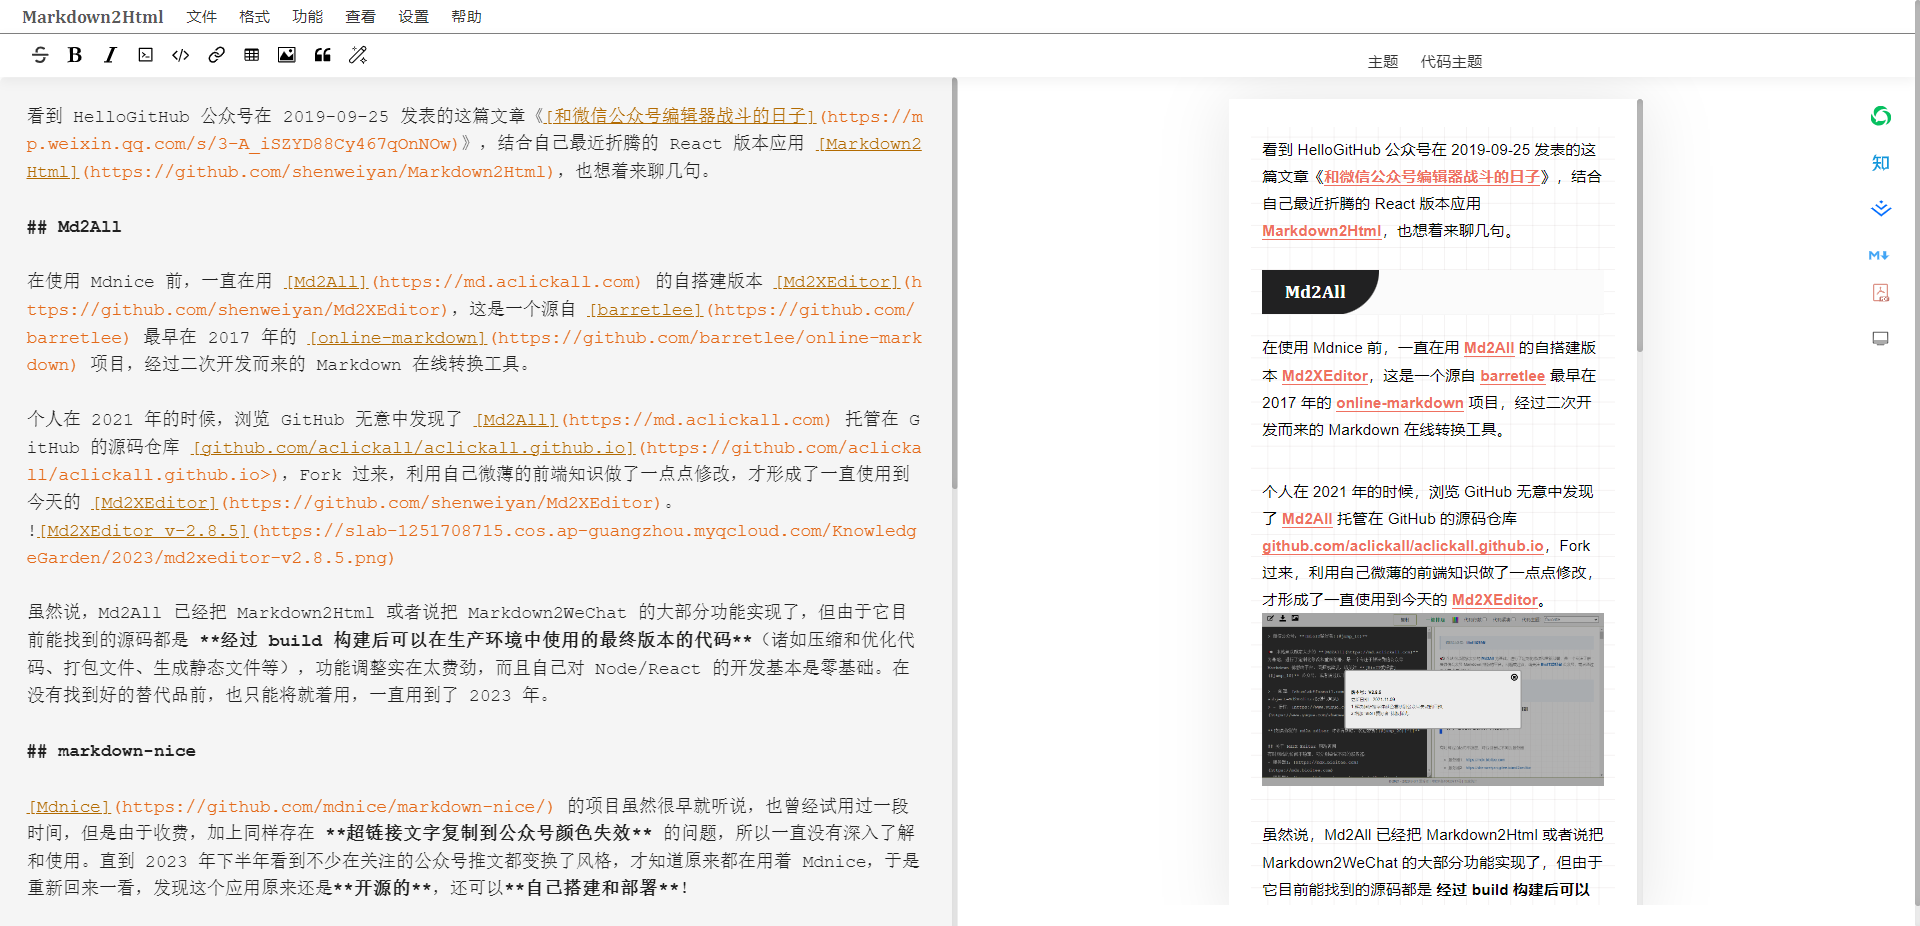 Markdown2Html 文件 格式 功能 查看 设置 帮助
主题 代码主题
看到 HelloGitHub 公众号在 2019-09-25 发表的这篇文章《[和微信公众号编辑器战斗的日子](https://m
p.weixin.qq.com/s/3-A_iSZYD88Cy467qOnNOw)》，结合自己最近折腾的 React 版本应用 [Markdown2
Html](https://github.com/shenweiyan/Markdown2Html)，也想着来聊几句。
## Md2All
在使用 Mdnice 前，一直在用 [Md2All](https://md.aclickall.com) 的自搭建版本 [Md2XEditor](h
ttps://github.com/shenweiyan/Md2XEditor)，这是一个源自 [barretlee](https://github.com/
barretlee) 最早在 2017 年的 [online-markdown](https://github.com/barretlee/online-mark
down) 项目，经过二次开发而来的 Markdown 在线转换工具。
个人在 2021 年的时候，浏览 GitHub 无意中发现了 [Md2All](https://md.aclickall.com) 托管在 G
itHub 的源码仓库 [github.com/aclickall/aclickall.github.io](https://github.com/aclicka
ll/aclickall.github.io>)，Fork 过来，利用自己微薄的前端知识做了一点点修改，才形成了一直使用到
今天的 [Md2XEditor](https://github.com/shenweiyan/Md2XEditor)。
![Md2XEditor v-2.8.5](https://slab-1251708715.cos.ap-guangzhou.myqcloud.com/Knowledg
eGarden/2023/md2xeditor-v2.8.5.png)
虽然说，Md2All 已经把 Markdown2Html 或者说把 Markdown2WeChat 的大部分功能实现了，但由于它目
前能找到的源码都是 **经过 build 构建后可以在生产环境中使用的最终版本的代码**（诸如压缩和优化代
码、打包文件、生成静态文件等），功能调整实在太费劲，而且自己对 Node/React 的开发基本是零基础。在
没有找到好的替代品前，也只能将就着用，一直用到了 2023 年。
## markdown-nice
[Mdnice](https://github.com/mdnice/markdown-nice/) 的项目虽然很早就听说，也曾经试用过一段
时间，但是由于收费，加上同样存在 **超链接文字复制到公众号颜色失效** 的问题，所以一直没有深入了解
和使用。直到 2023 年下半年看到不少在关注的公众号推文都变换了风格，才知道原来都在用着 Mdnice，于是
重新回来一看，发现这个应用原来还是**开源的**，还可以**自己搭建和部署**！
看到 HelloGitHub 公众号在 2019-09-25 发表的这
篇文章《和微信公众号编辑器战斗的日子》，结合
自己最近折腾的 React 版本应用
Markdown2Html，也想着来聊几句。
Md2All
在使用 Mdnice 前，一直在用 Md2All 的自搭建版
本 Md2XEditor，这是一个源自 barretlee 最早在
2017 年的 online-markdown 项目，经过二次开
发而来的 Markdown 在线转换工具。
个人在 2021 年的时候，浏览 GitHub 无意中发现
了 Md2All 托管在 GitHub 的源码仓库
github.com/aclickall/aclickall.github.io，Fork
过来，利用自己微薄的前端知识做了一点点修改，
才形成了一直使用到今天的 Md2XEditor。
虽然说，Md2All 已经把 Markdown2Html 或者说把
Markdown2WeChat 的大部分功能实现了，但由于
它目前能找到的源码都是 经过 build 构建后可以
知
M↓